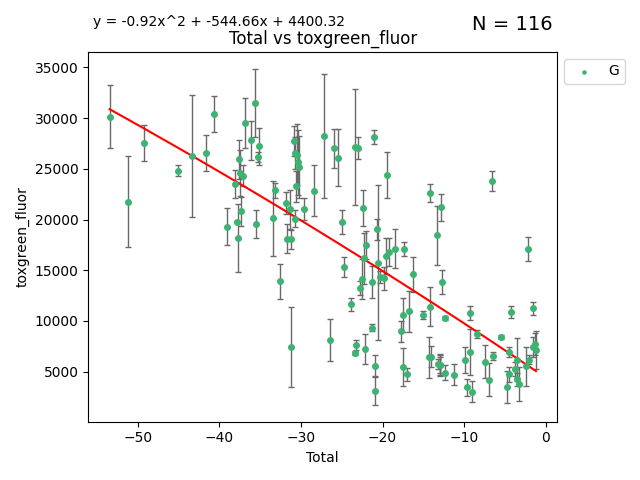 y = -0.92x^2 + -544.66x + 4400.32
N = 116
Total vs toxgreen_fluor
G
35000
30000
25000
20000
15000
10000
5000
toxgreen_fluor
−50 −40 −30 −20 −10 0
Total